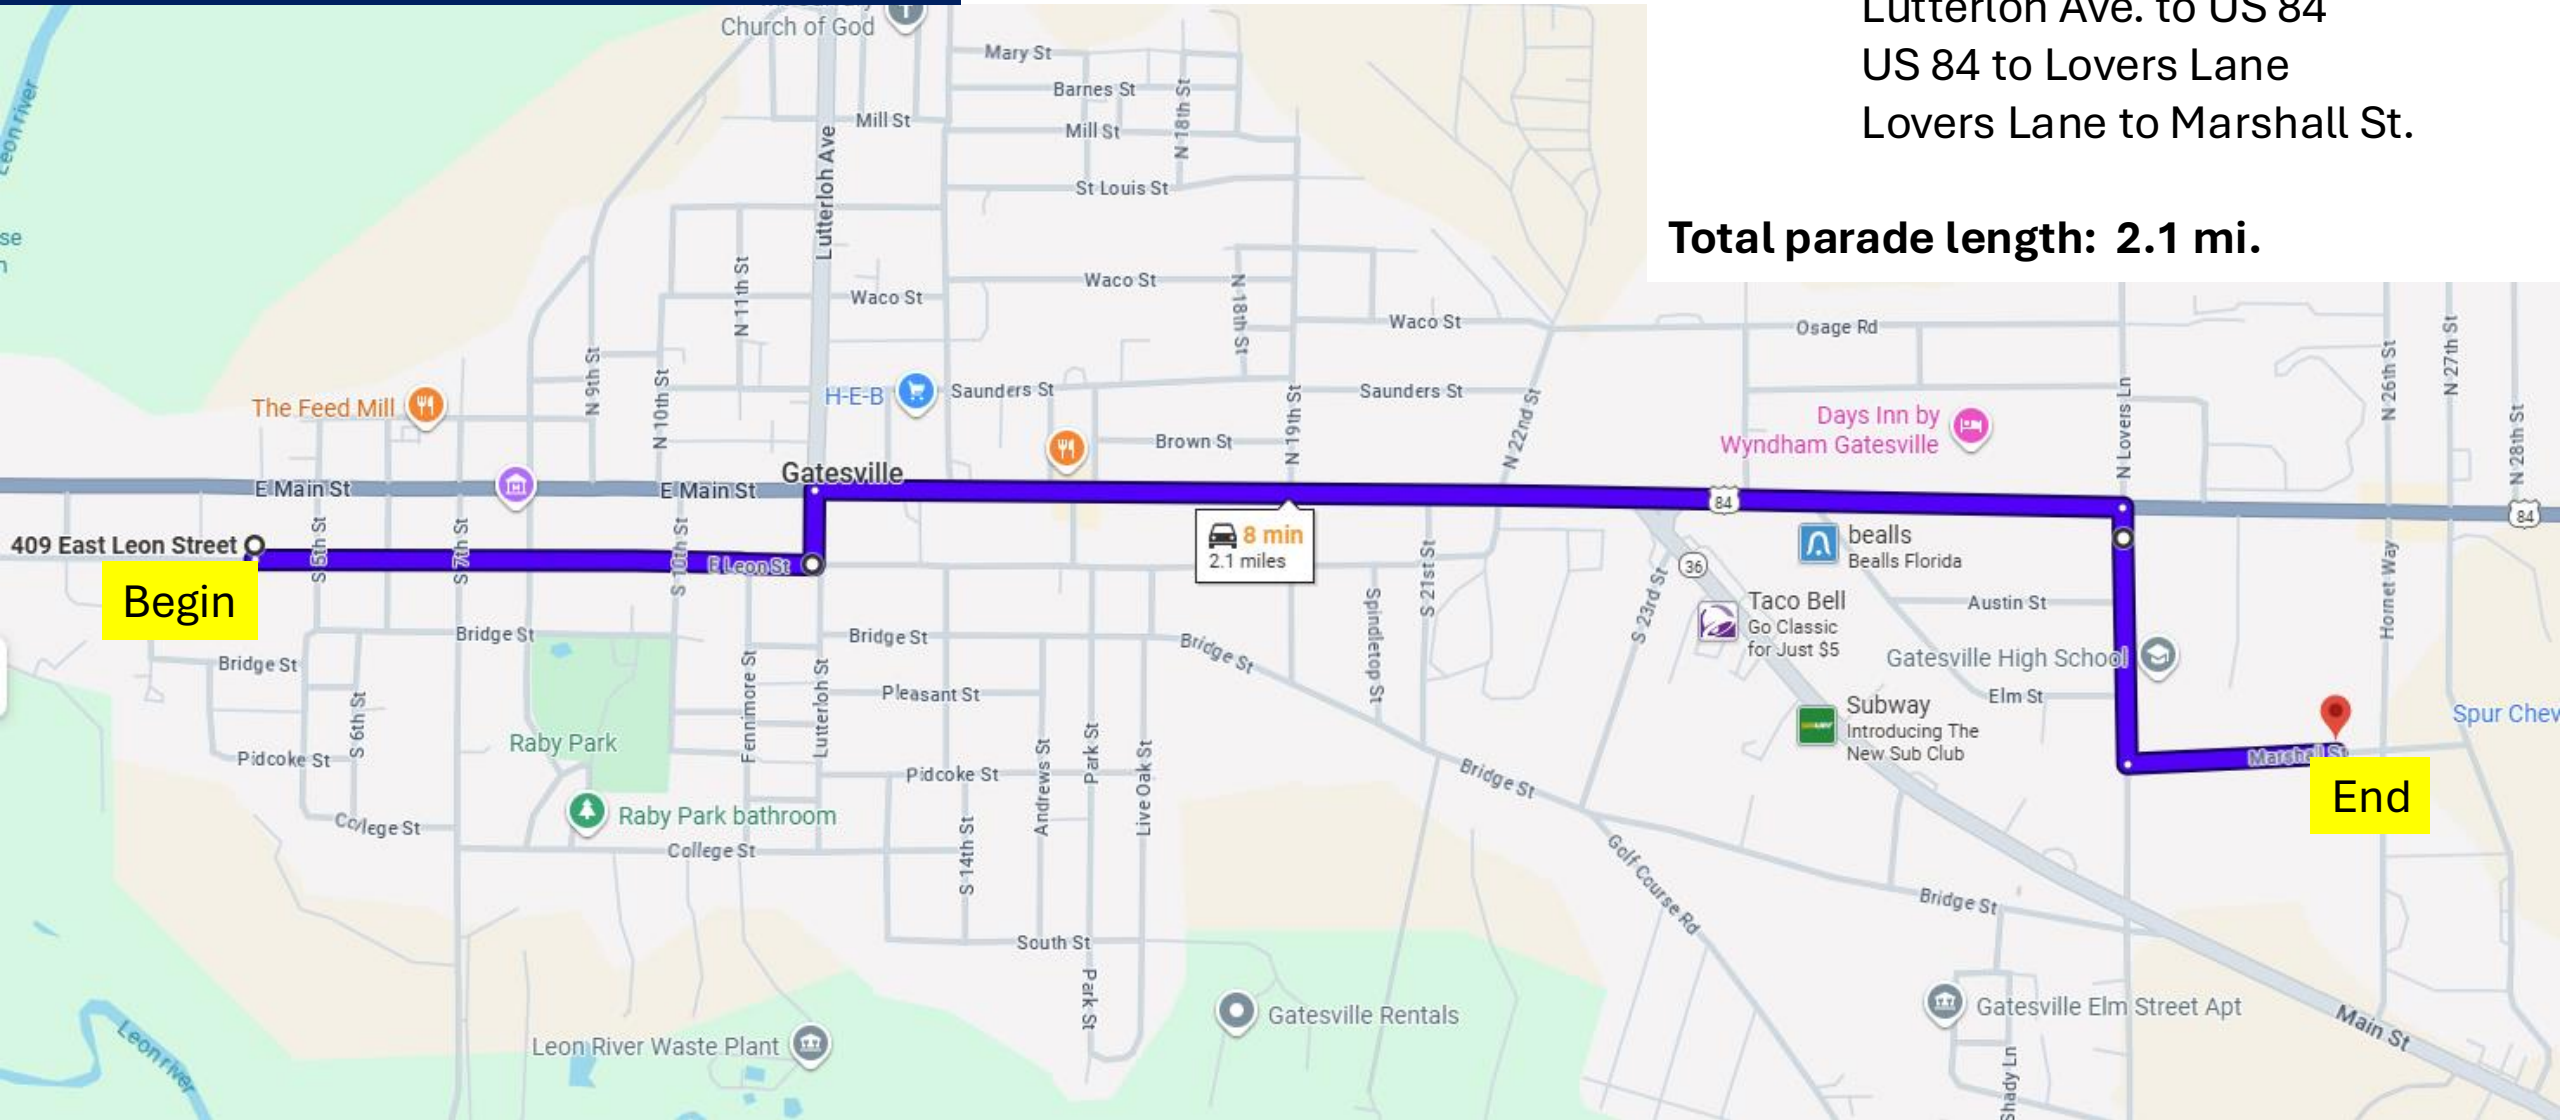 Lutterloh Ave. to US 84
US 84 to Lovers Lane
Lovers Lane to Marshall St.
Total parade length: 2.1 mi.
Church of God
Mary St
Barnes St
N 18th St
Mill St
Mill St
Leon river
Lutterloh Ave
St Louis St
se
n
N 11th St
Waco St
Waco St
N 18th St
Waco St
Osage Rd
N 9th St
N 10th St
The Feed Mill
H-E-B
Saunders St
Saunders St
N 19th St
N 22nd St
Brown St
Days Inn by
Wyndham Gatesville
N Lovers Ln
N 26th St
N 27th St
N 28th St
Gatesville
E Main St
E Main St
84
84
409 East Leon Street
S 5th St
S 7th St
S 10th St
E Leon St
8 min
2.1 miles
Begin
bealls
Bealls Florida
36
Spindletop St
S 21st St
S 23rd St
Taco Bell
Go Classic
for Just $5
Austin St
Hornet Way
Bridge St
Bridge St
Bridge St
Bridge St
Gatesville High School
Elm St
S 6th St
Fennimore St
Lutterloh St
Pleasant St
Subway
Introducing The
New Sub Club
Spur Chev
Raby Park
Pidcoke St
Pidcoke St
Andrews St
Park St
Live Oak St
Bridge St
Marshall St
End
Raby Park bathroom
College St
College St
S 14th St
Golf Course Rd
Bridge St
South St
Park St
Gatesville Rentals
Gatesville Elm Street Apt
Leon River Waste Plant
Leon river
Main St
Shady Ln